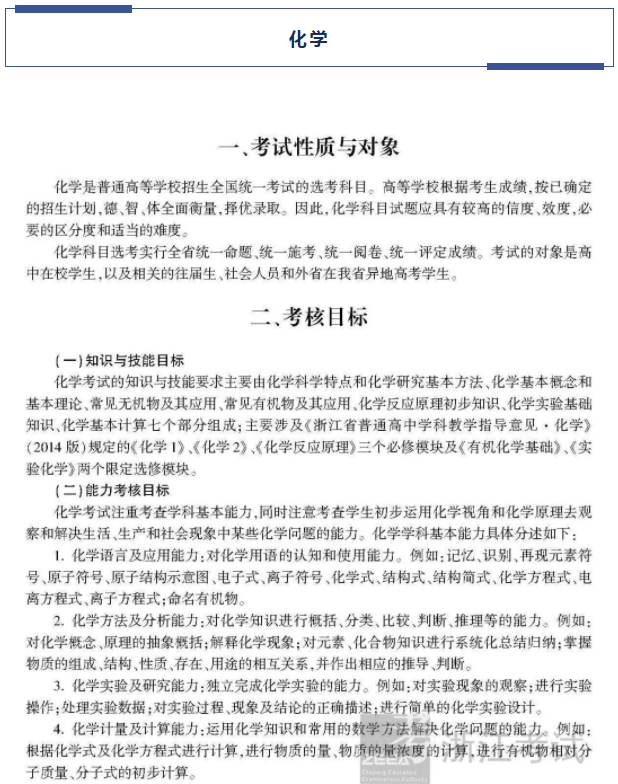 化学
一、考试性质与对象
化学是普通高等学校招生全国统一考试的选考科目。高等学校根据考生成绩,按已确定
的招生计划,德、智、体全面衡量,择优录取。因此,化学科目试题应具有较高的信度、效度,必
要的区分度和适当的难度。
化学科目选考实行全省统一命题、统一施考、统一阅卷、统一评定成绩。考试的对象是高
中在校学生,以及相关的往届生、社会人员和外省在我省异地高考学生。
二、考核目标
(一)知识与技能目标
化学考试的知识与技能要求主要由化学科学特点和化学研究基本方法、化学基本概念和
基本理论、常见无机物及其应用、常见有机物及其应用、化学反应原理初步知识、化学实验基础
知识、化学基本计算七个部分组成;主要涉及《浙江省普通高中学科教学指导意见·化学》
(2014版)规定的《化学1》、《化学2》、《化学反应原理》三个必修模块及《有机化学基础》、《实
验化学》两个限定选修模块。
(二)能力考核目标
化学考试注重考查学科基本能力,同时注意考查学生初步运用化学视角和化学原理去观
察和解决生活、生产和社会现象中某些化学问题的能力。化学学科基本能力具体分述如下:
1. 化学语言及应用能力:对化学用语的认知和使用能力。例如:记忆、识别、再现元素符
号、原子符号、原子结构示意图、电子式、离子符号、化学式、结构式、结构简式、化学方程式、电
离方程式、离子方程式;命名有机物。
2. 化学方法及分析能力:对化学知识进行概括、分类、比较、判断、推理等的能力。例如:
对化学概念、原理的抽象概括;解释化学现象;对元素、化合物知识进行系统化总结归纳;掌握
物质的组成、结构、性质、存在、用途的相互关系,并作出相应的推导、判断。
3. 化学实验及研究能力:独立完成化学实验的能力。例如:对实验现象的观察;进行实验
操作;处理实验数据;对实验过程、现象及结论的正确描述;进行简单的化学实验设计。
4. 化学计量及计算能力:运用化学知识和常用的数学方法解决化学问题的能力。例如:
根据化学式及化学方程式进行计算,进行物质的量、物质的量浓度的计算,进行有机物相对分
子质量、分子式的初步计算。
浙江考试